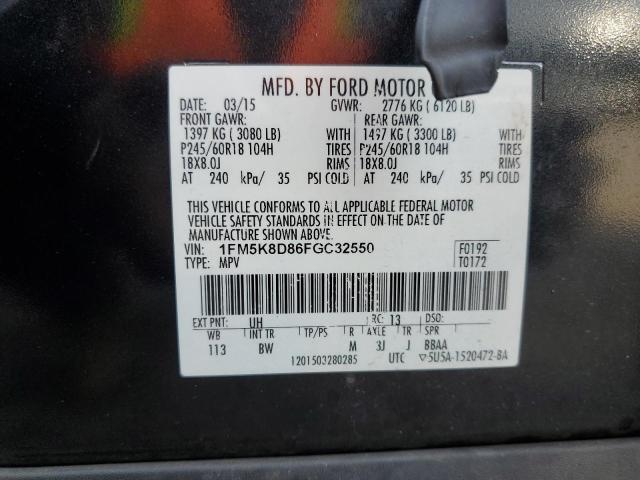 MFD. BY FORD MOTOR
DATE: 03/15 GVWR: 2776 KG ( 6120 LB)
FRONT GAWR: REAR GAWR:
1397 KG ( 3080 LB) WITH 1497 KG ( 3300 LB) WITH
P245/60R18 104H TIRES P245/60R18 104H TIRES
18X8.0J RIMS 18X8.0J RIMS
AT 240 kPa/ 35 PSI COLD AT 240 kPa/ 35 PSI COLD
THIS VEHICLE CONFORMS TO ALL APPLICABLE FEDERAL MOTOR
VEHICLE SAFETY STANDARDS IN EFFECT ON THE DATE OF
MANUFACTURE SHOWN ABOVE.
VIN: 1FM5K8D86FGC32550 F0192
TYPE: MPV T0172
EXT PNT: UH RC: 13 DSO:
WB INT TR TP/PS R AXLE TR SPR
113 BW M 3J J BBAA
1201503280285 UTC ▽5U5A-1520472-BA